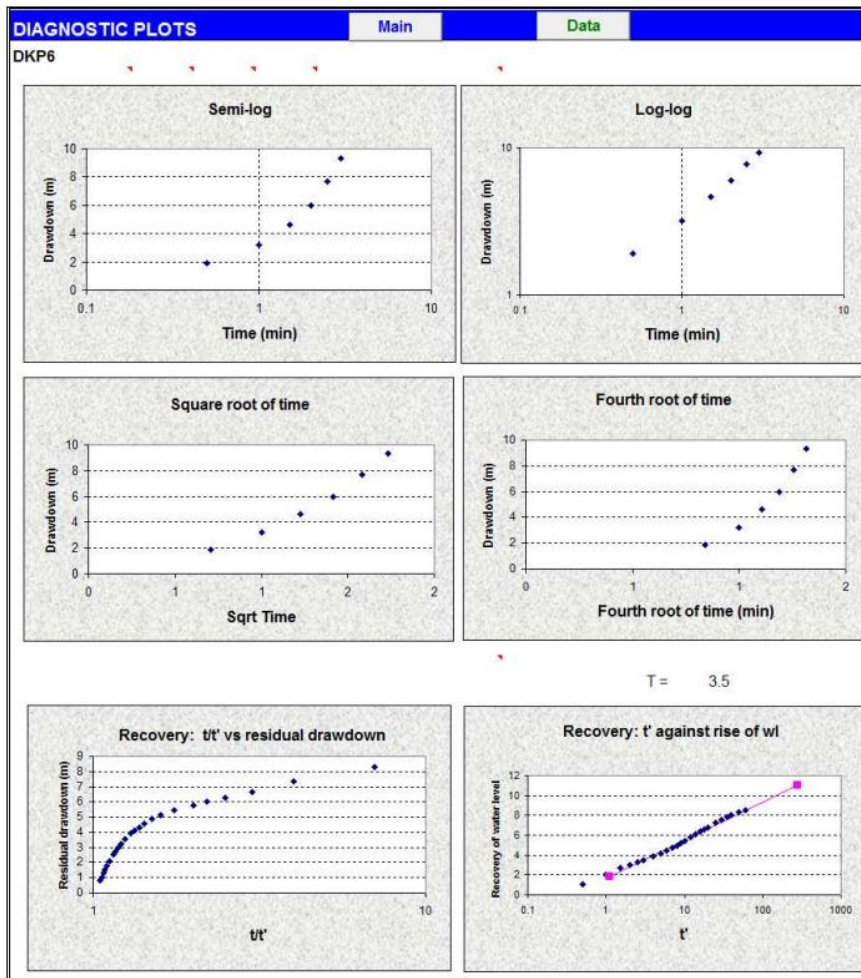 DIAGNOSTIC PLOTS Main Data
DKP6
Semi-log
Drawdown (m)
10
8
6
4
2
0
0.1 1 10
Time (min)
Log-log
Drawdown (m)
10
1
0.1 1 10
Time (min)
Square root of time
Drawdown (m)
10
8
6
4
2
0
0 1 1 2 2
Sqrt Time
Fourth root of time
Drawdown (m)
10
8
6
4
2
0
0 1 1 2
Fourth root of time (min)
T = 3.5
Recovery: t/t' vs residual drawdown
Residual drawdown (m)
9
8
7
6
5
4
3
2
1
0
1 10
t/t'
Recovery: t' against rise of wl
Recovery of water level
12
10
8
6
4
2
0
0.1 1 10 100 1000
t'